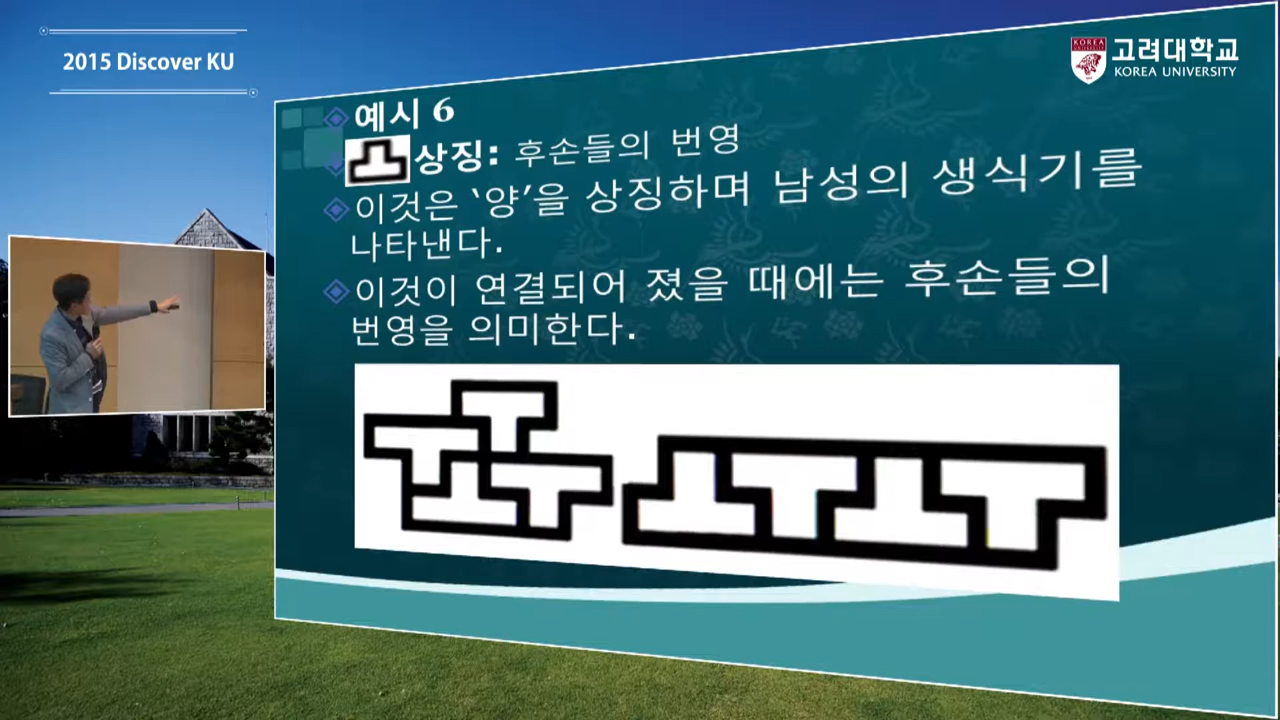 2015 Discover KU
KOREA UNIVERSITY
고려대학교
KOREA UNIVERSITY
예시 6
상징: 후손들의 번영
이것은 ‘양’을 상징하며 남성의 생식기를
나타낸다.
이것이 연결되어 졌을 때에는 후손들의
번영을 의미한다.